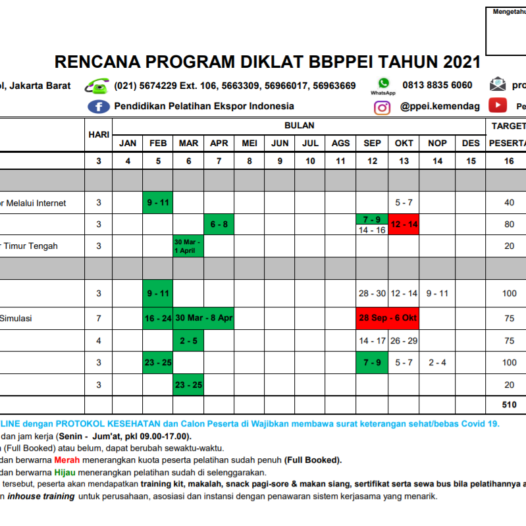 Mengetahu
RENCANA PROGRAM DIKLAT BBPPEI TAHUN 2021
ol, Jakarta Barat (021) 5674229 Ext. 106, 5663309, 56966017, 56963669 WhatsApp 0813 8835 6060 pro
Pendidikan Pelatihan Ekspor Indonesia @ppei.kemendag Pe
HARI BULAN TARGET PESERTA
JAN FEB MAR APR MEI JUN JUL AGS SEP OKT NOP DES
3 4 5 6 7 8 9 10 11 12 13 14 15 16
or Melalui Internet 3 9 - 11 5 - 7 40
3 6 - 8 7 - 9 12 - 14 80
14 - 16
r Timur Tengah 3 30 Mar - 1 April 20
3 9 - 11 28 - 30 12 - 14 9 - 11 100
Simulasi 7 16 - 24 30 Mar - 8 Apr 28 Sep - 6 Okt 75
4 2 - 5 14 - 17 26 - 29 75
3 23 - 25 7 - 9 5 - 7 2 - 4 100
3 23 - 25 20
510
LINE dengan PROTOKOL KESEHATAN dan Calon Peserta di Wajibkan membawa surat keterangan sehat/bebas Covid 19.
dan jam kerja (Senin - Jum'at, pkl 09.00-17.00).
(Full Booked) atau belum, dapat berubah sewaktu-waktu.
dan berwarna Merah menerangkan kuota peserta pelatihan sudah penuh (Full Booked).
dan berwarna Hijau menerangkan pelatihan sudah di selenggarakan.
tersebut, peserta akan mendapatkan training kit, makalah, snack pagi-sore & makan siang, sertifikat serta sewa bus bila pelatihannya a
n inhouse training untuk perusahaan, asosiasi dan instansi dengan penawaran sistem kerjasama yang menarik.